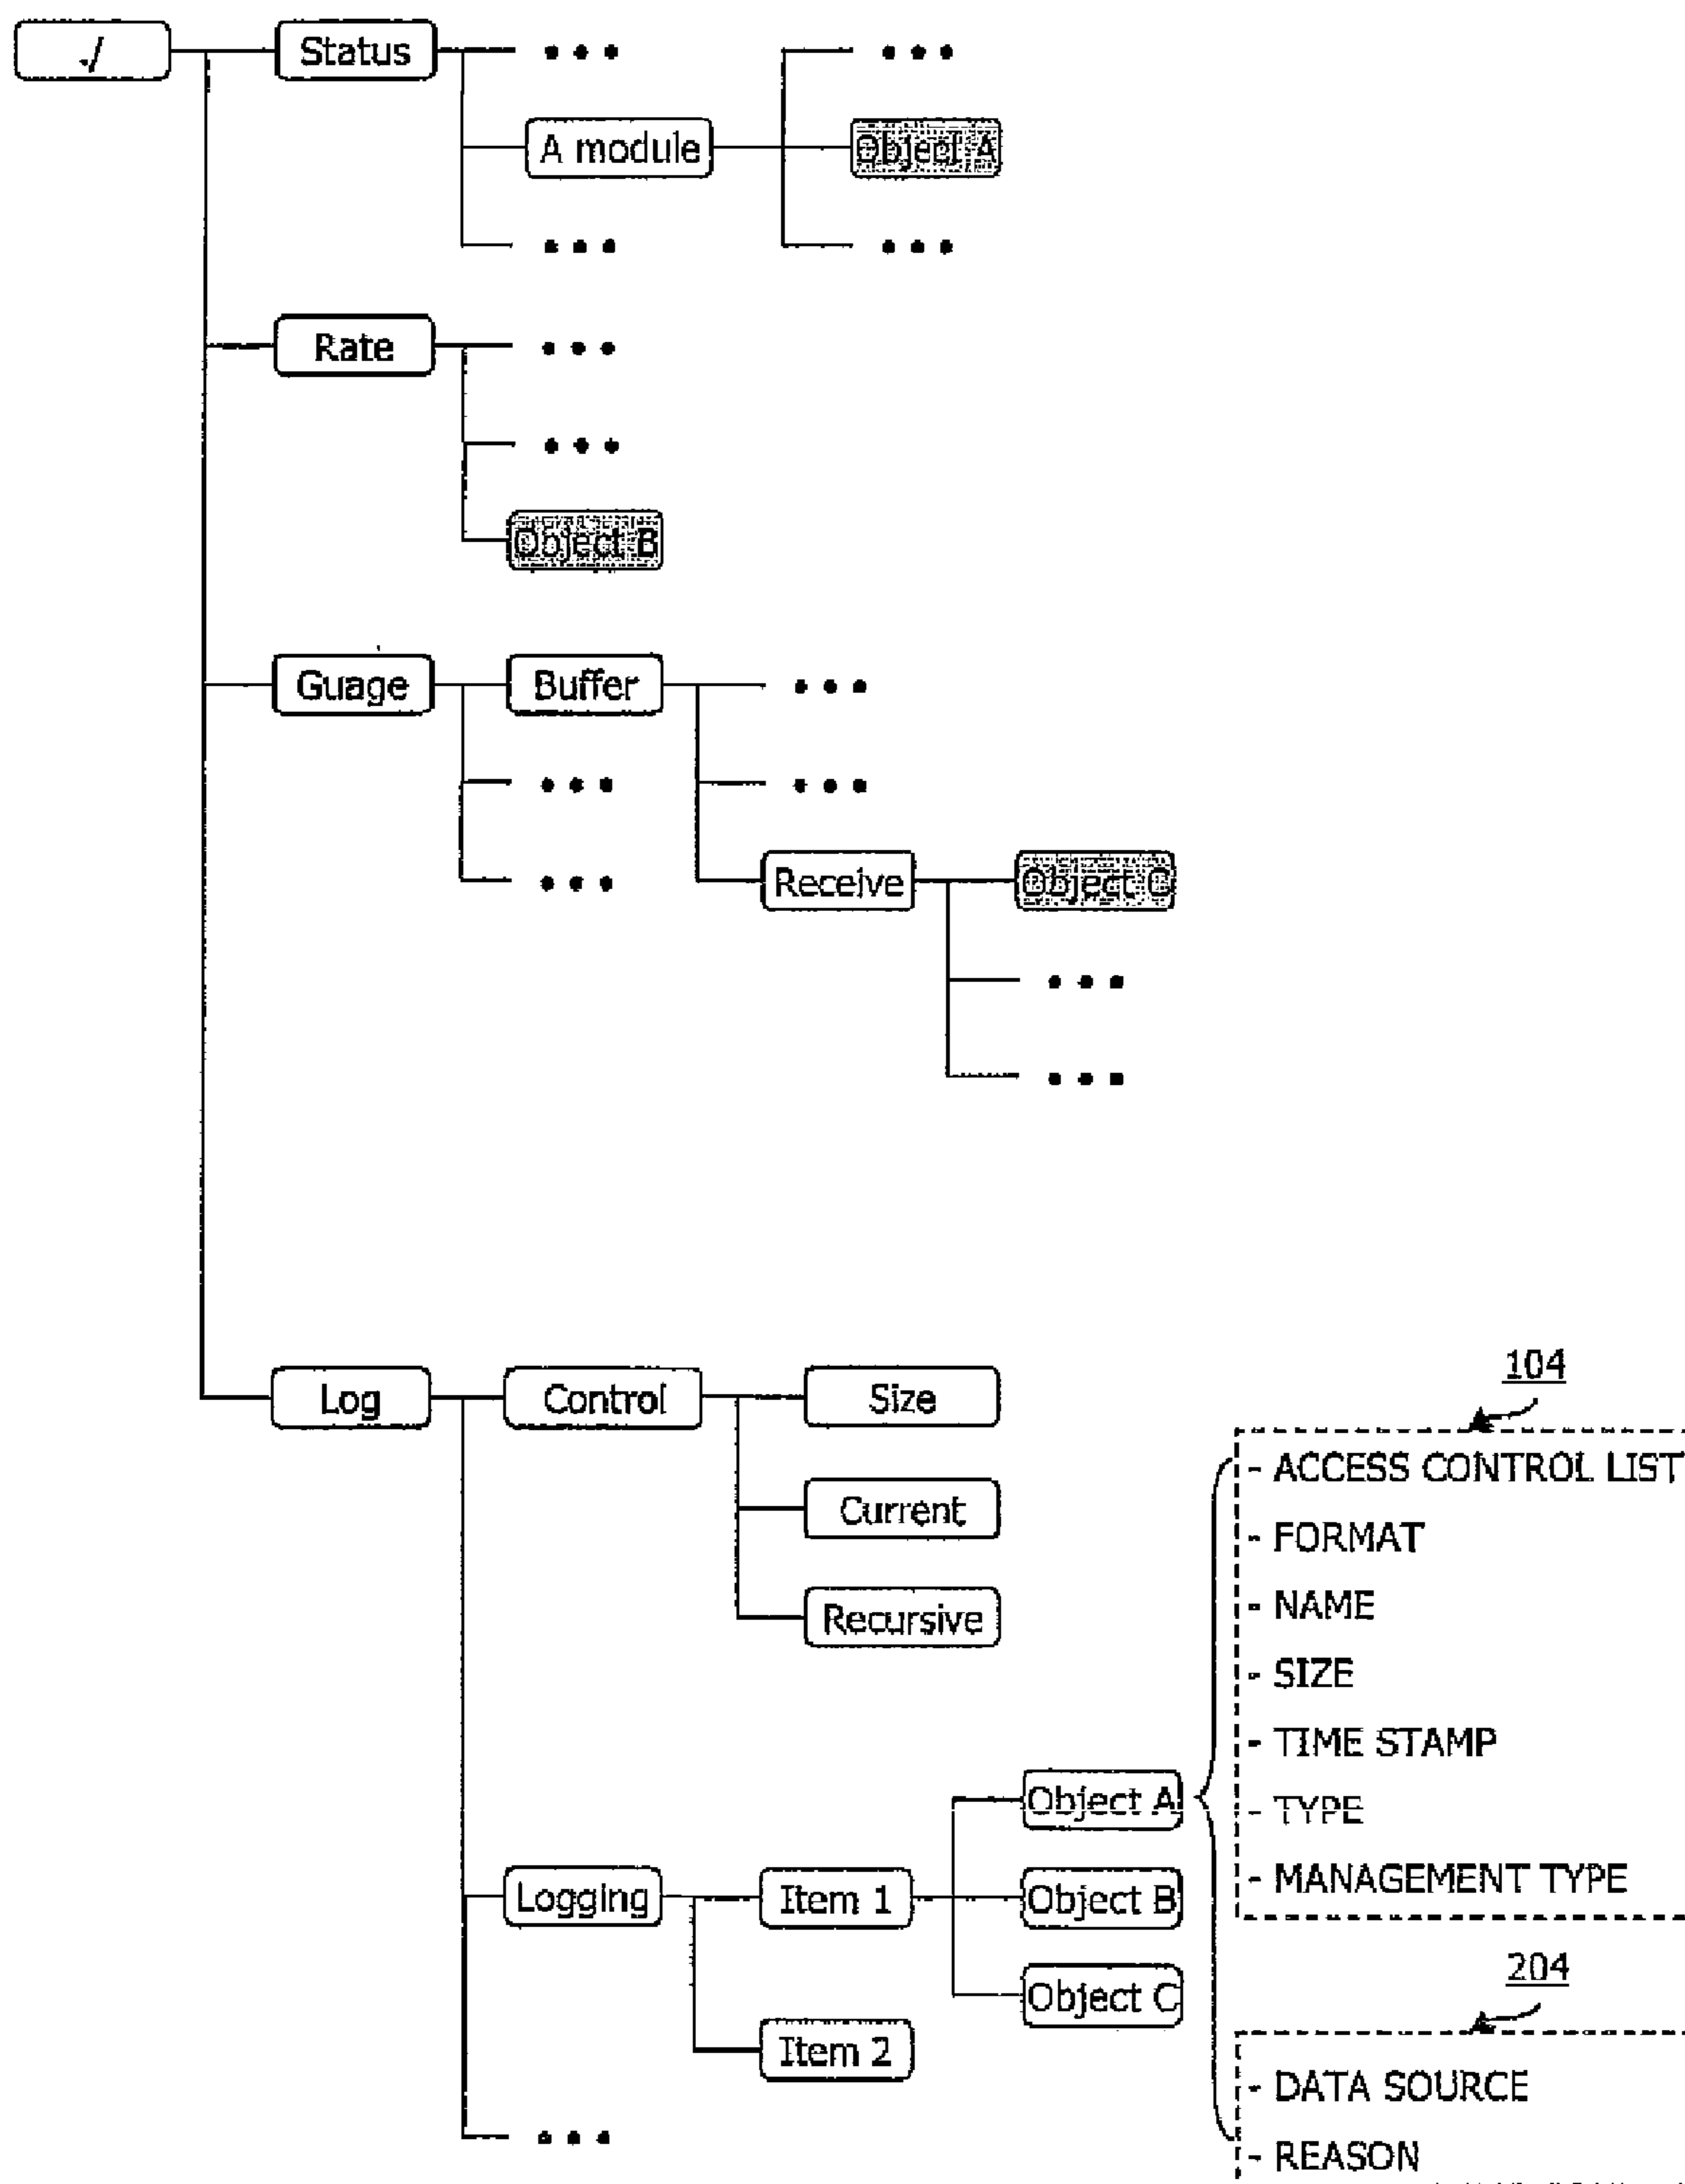 ./
Status
• • •
• • •
A module
Object A
• • •
• • •
Rate
• • •
• • •
Object B
Guage
Buffer
• • •
• • •
• • •
• • •
Receive
Object C
• • •
• • •
Log
Control
Size
Current
Recursive
104
- ACCESS CONTROL LIST
- FORMAT
- NAME
- SIZE
- TIME STAMP
- TYPE
- MANAGEMENT TYPE
Logging
Item 1
Object A
Object B
Object C
Item 2
204
- DATA SOURCE
- REASON
• • •